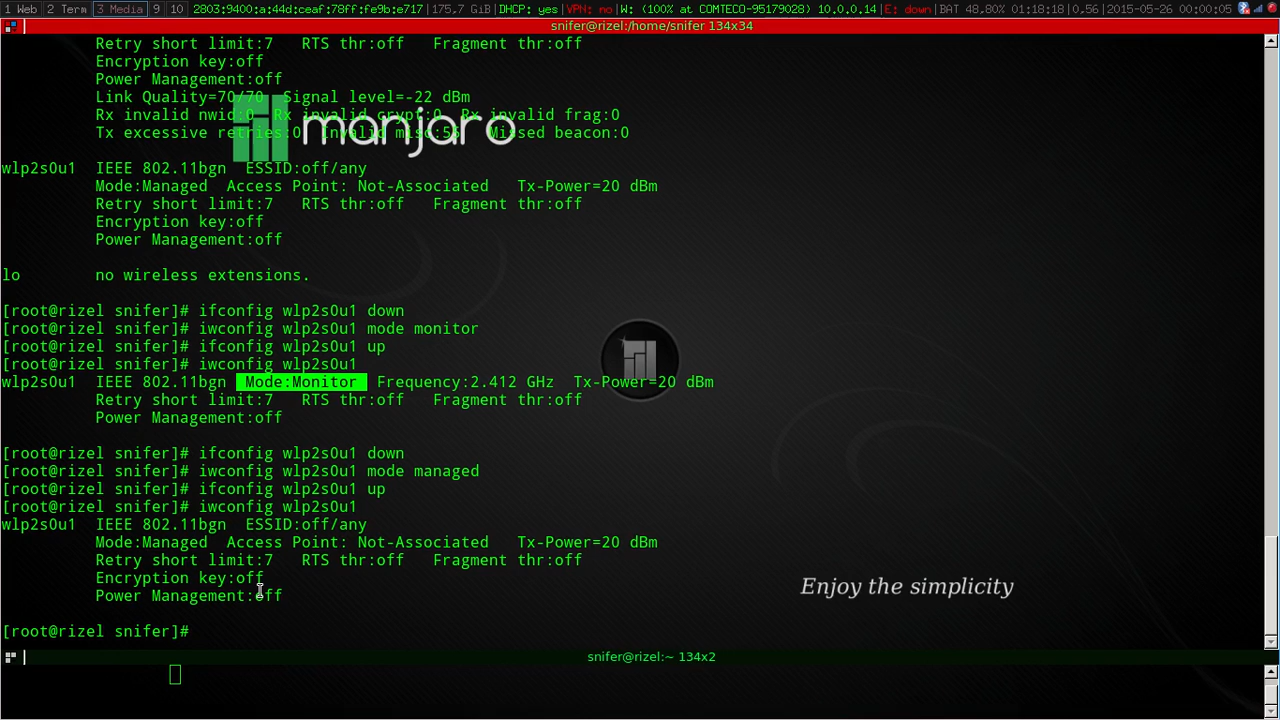 1 Web 2 Term 3 Media 9 10 2803:9400:a:44d:ceaf:78ff:fe9b:e717|175.7 GiB|DHCP: yes|VPN: no|W: (100% at COMTECO-95179028) 10.0.0.14|E: down|BAT 48,80% 01:18:18|0,56|2015-05-26 00:00:05
snifer@rizel:/home/snifer 134x34
Retry short limit:7 RTS thr:off Fragment thr:off
Encryption key:off
Power Management:off
Link Quality=70/70 Signal level=-22 dBm
Rx invalid nwid:0 Rx invalid crypt:0 Rx invalid frag:0
Tx excessive retries:0 Invalid misc:56 Missed beacon:0
manjaro
wlp2s0u1 IEEE 802.11bgn ESSID:off/any
Mode:Managed Access Point: Not-Associated Tx-Power=20 dBm
Retry short limit:7 RTS thr:off Fragment thr:off
Encryption key:off
Power Management:off
lo no wireless extensions.
[root@rizel snifer]# ifconfig wlp2s0u1 down
[root@rizel snifer]# iwconfig wlp2s0u1 mode monitor
[root@rizel snifer]# ifconfig wlp2s0u1 up
[root@rizel snifer]# iwconfig wlp2s0u1
wlp2s0u1 IEEE 802.11bgn Mode:Monitor Frequency:2.412 GHz Tx-Power=20 dBm
Retry short limit:7 RTS thr:off Fragment thr:off
Power Management:off
[root@rizel snifer]# ifconfig wlp2s0u1 down
[root@rizel snifer]# iwconfig wlp2s0u1 mode managed
[root@rizel snifer]# ifconfig wlp2s0u1 up
[root@rizel snifer]# iwconfig wlp2s0u1
wlp2s0u1 IEEE 802.11bgn ESSID:off/any
Mode:Managed Access Point: Not-Associated Tx-Power=20 dBm
Retry short limit:7 RTS thr:off Fragment thr:off
Encryption key:off
Power Management:off
Enjoy the simplicity
[root@rizel snifer]#
snifer@rizel:~ 134x2